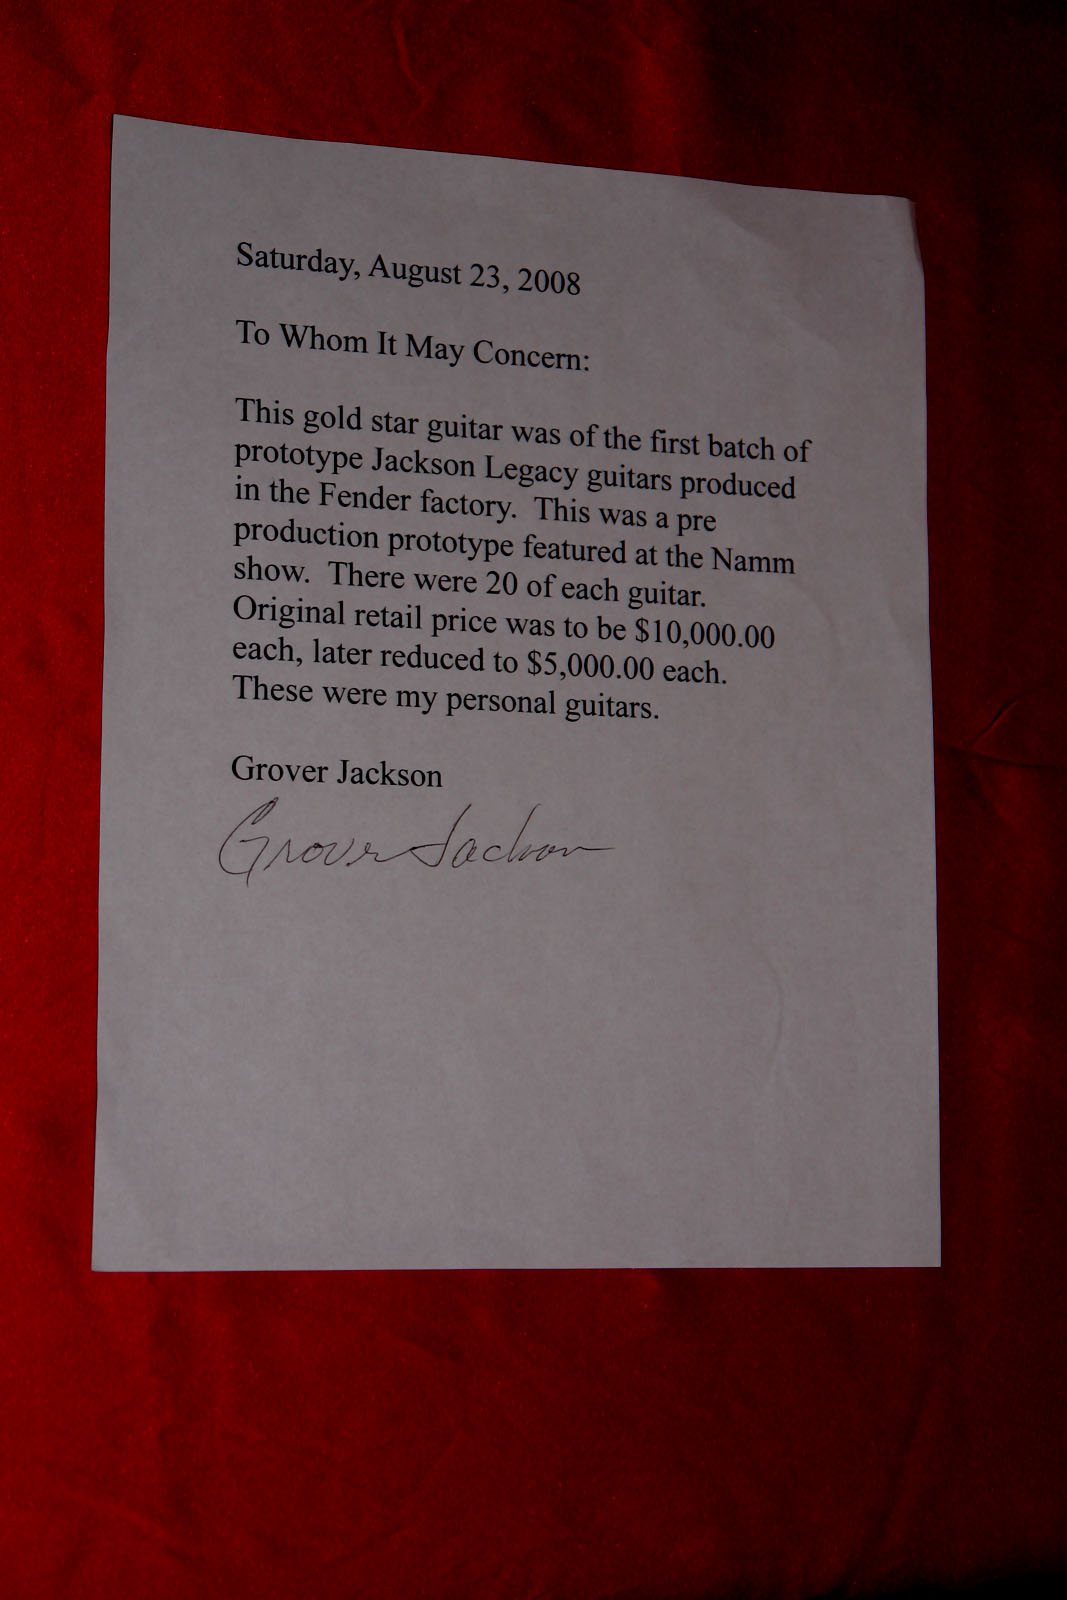 Saturday, August 23, 2008
To Whom It May Concern:
This gold star guitar was of the first batch of
prototype Jackson Legacy guitars produced
in the Fender factory.  This was a pre
production prototype featured at the Namm
show.  There were 20 of each guitar.
Original retail price was to be $10,000.00
each, later reduced to $5,000.00 each.
These were my personal guitars.
Grover Jackson
Grover Jackson